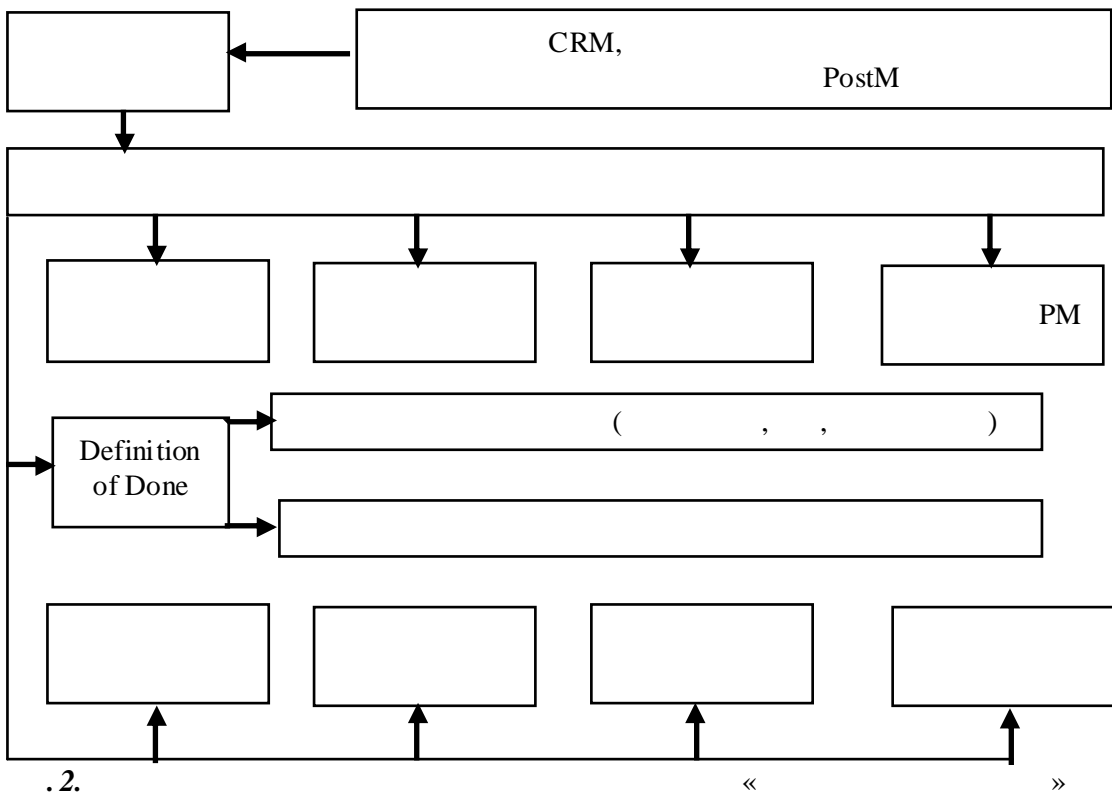 CRM,
PostM
PM
( , , )
Definition
of Done
. 2. « »